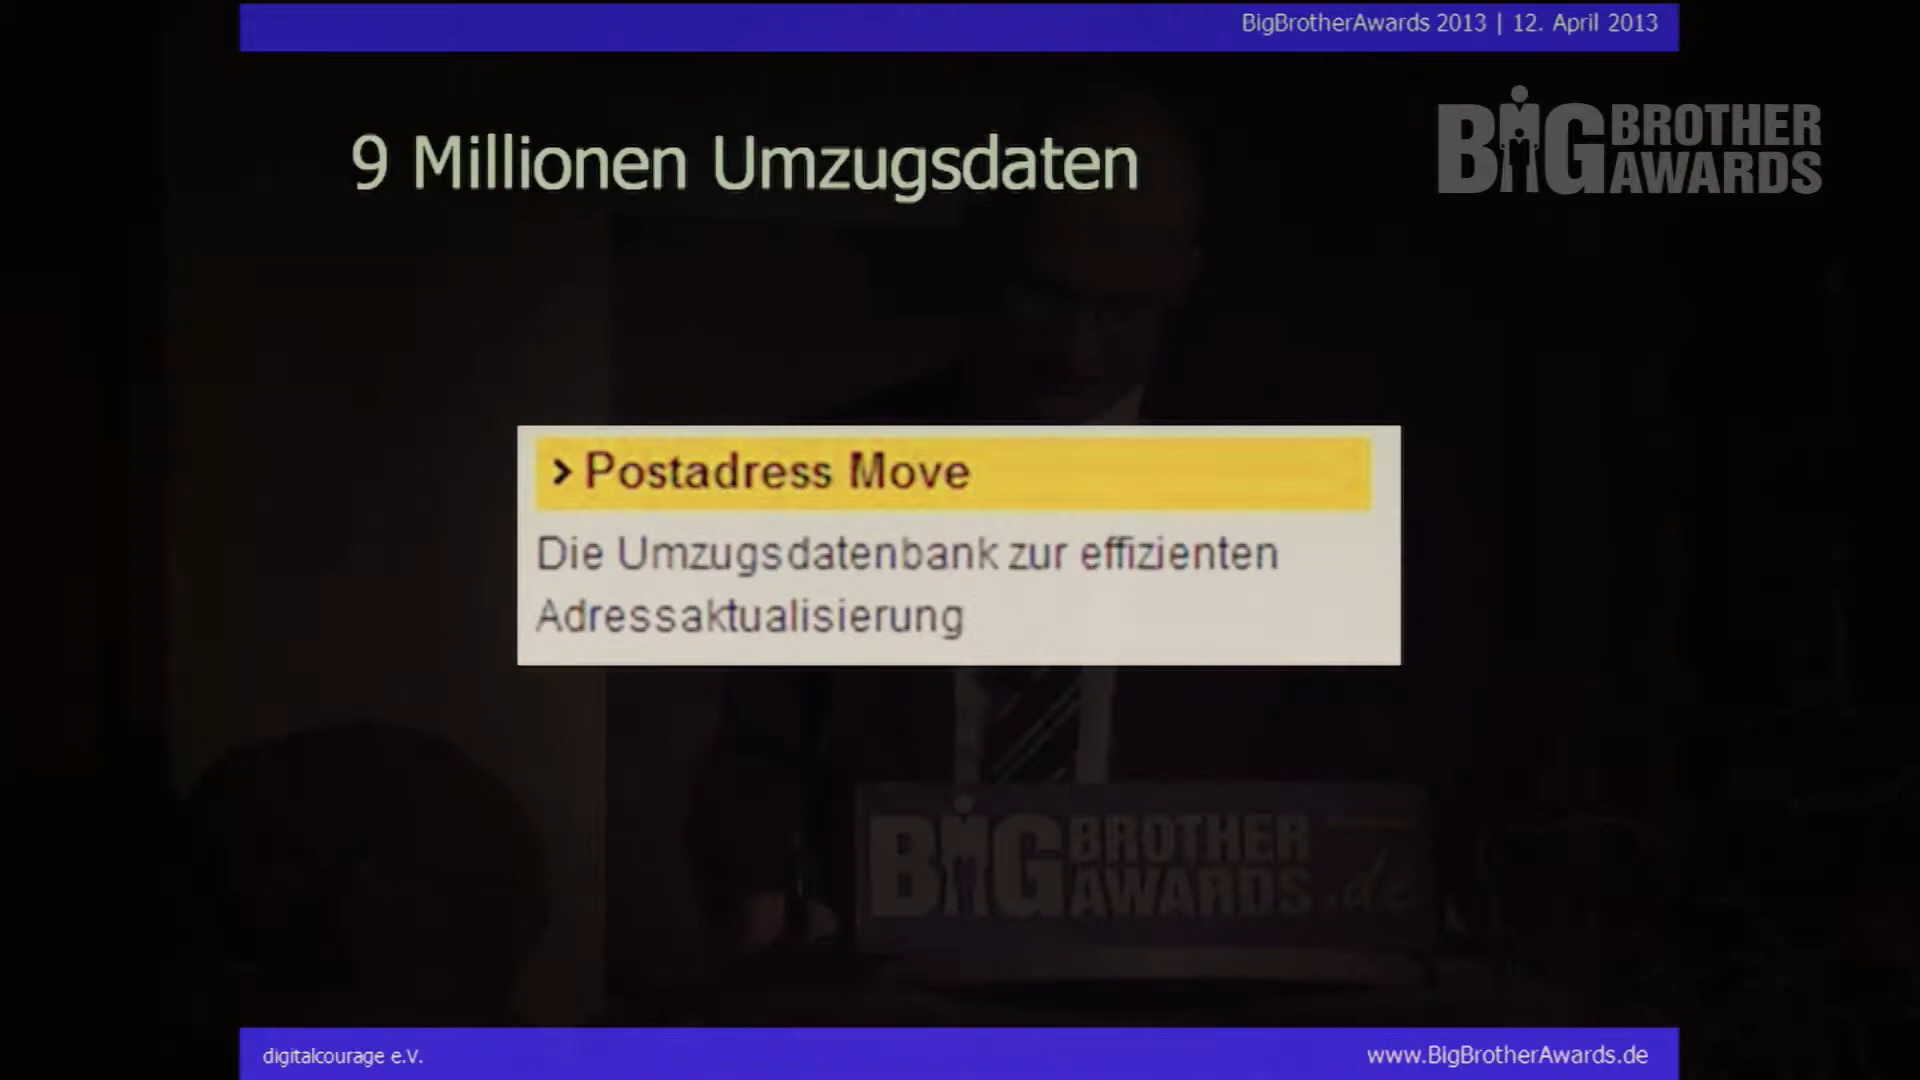 BigBrotherAwards 2013 | 12. April 2013
BIG BROTHER AWARDS
9 Millionen Umzugsdaten
> Postadress Move
Die Umzugsdatenbank zur effizienten
Adressaktualisierung
BIG BROTHER AWARDS.de
digitalcourage e.V.
www.BigBrotherAwards.de